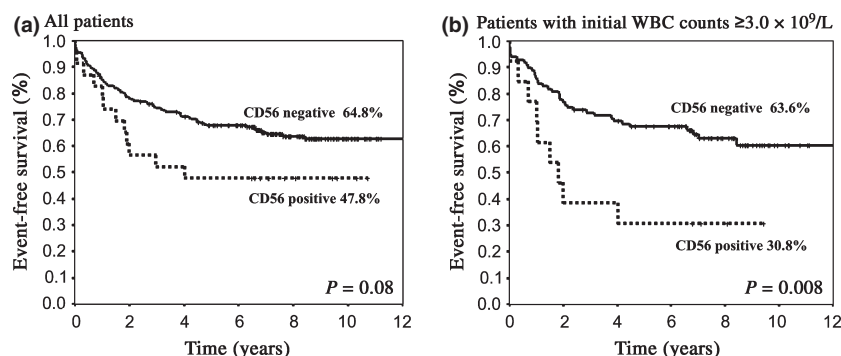 (a) All patients
Event-free survival (%)
1.0
0.9
0.8
0.7
0.6
0.5
0.4
0.3
0.2
0.1
0.0
CD56 negative 64.8%
CD56 positive 47.8%
P = 0.08
0 2 4 6 8 10 12
Time (years)
(b) Patients with initial WBC counts ≥3.0 × 10⁹/L
Event-free survival (%)
1.0
0.9
0.8
0.7
0.6
0.5
0.4
0.3
0.2
0.1
0.0
CD56 negative 63.6%
CD56 positive 30.8%
P = 0.008
0 2 4 6 8 10 12
Time (years)